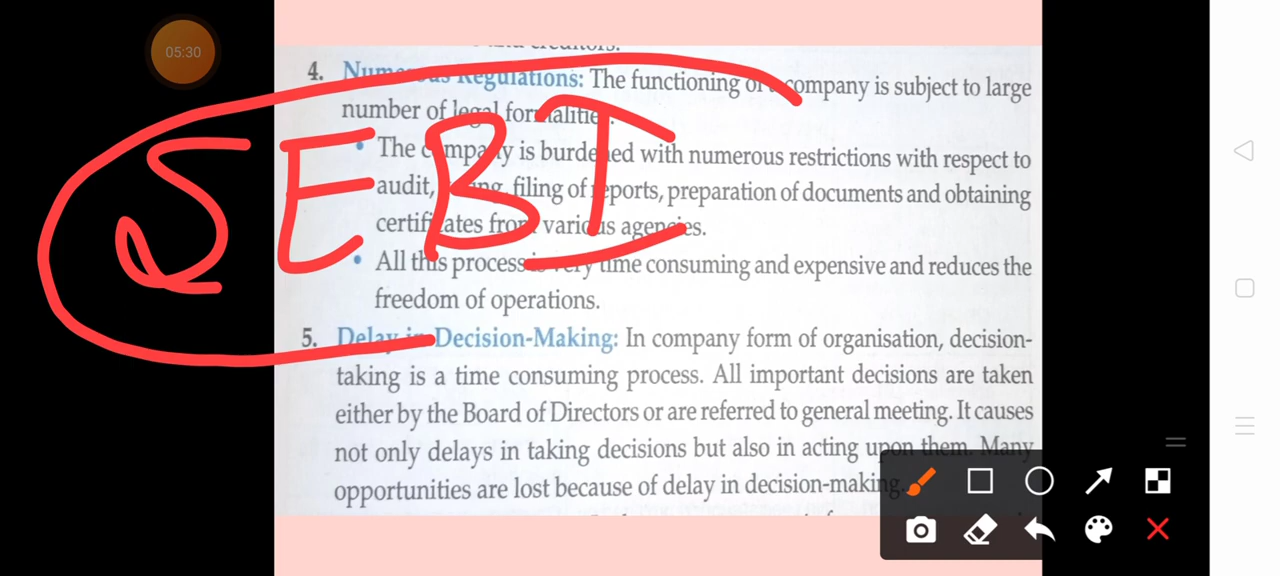 05:30
creditors.
4. Numerous Regulations: The functioning of a company is subject to large
number of legal formalities.
SEBI
• The company is burdened with numerous restrictions with respect to
audit, filing of reports, preparation of documents and obtaining
certificates from various agencies.
• All this process is very time consuming and expensive and reduces the
freedom of operations.
5. Delay in Decision-Making: In company form of organisation, decision-
taking is a time consuming process. All important decisions are taken
either by the Board of Directors or are referred to general meeting. It causes
not only delays in taking decisions but also in acting upon them. Many
opportunities are lost because of delay in decision-making.